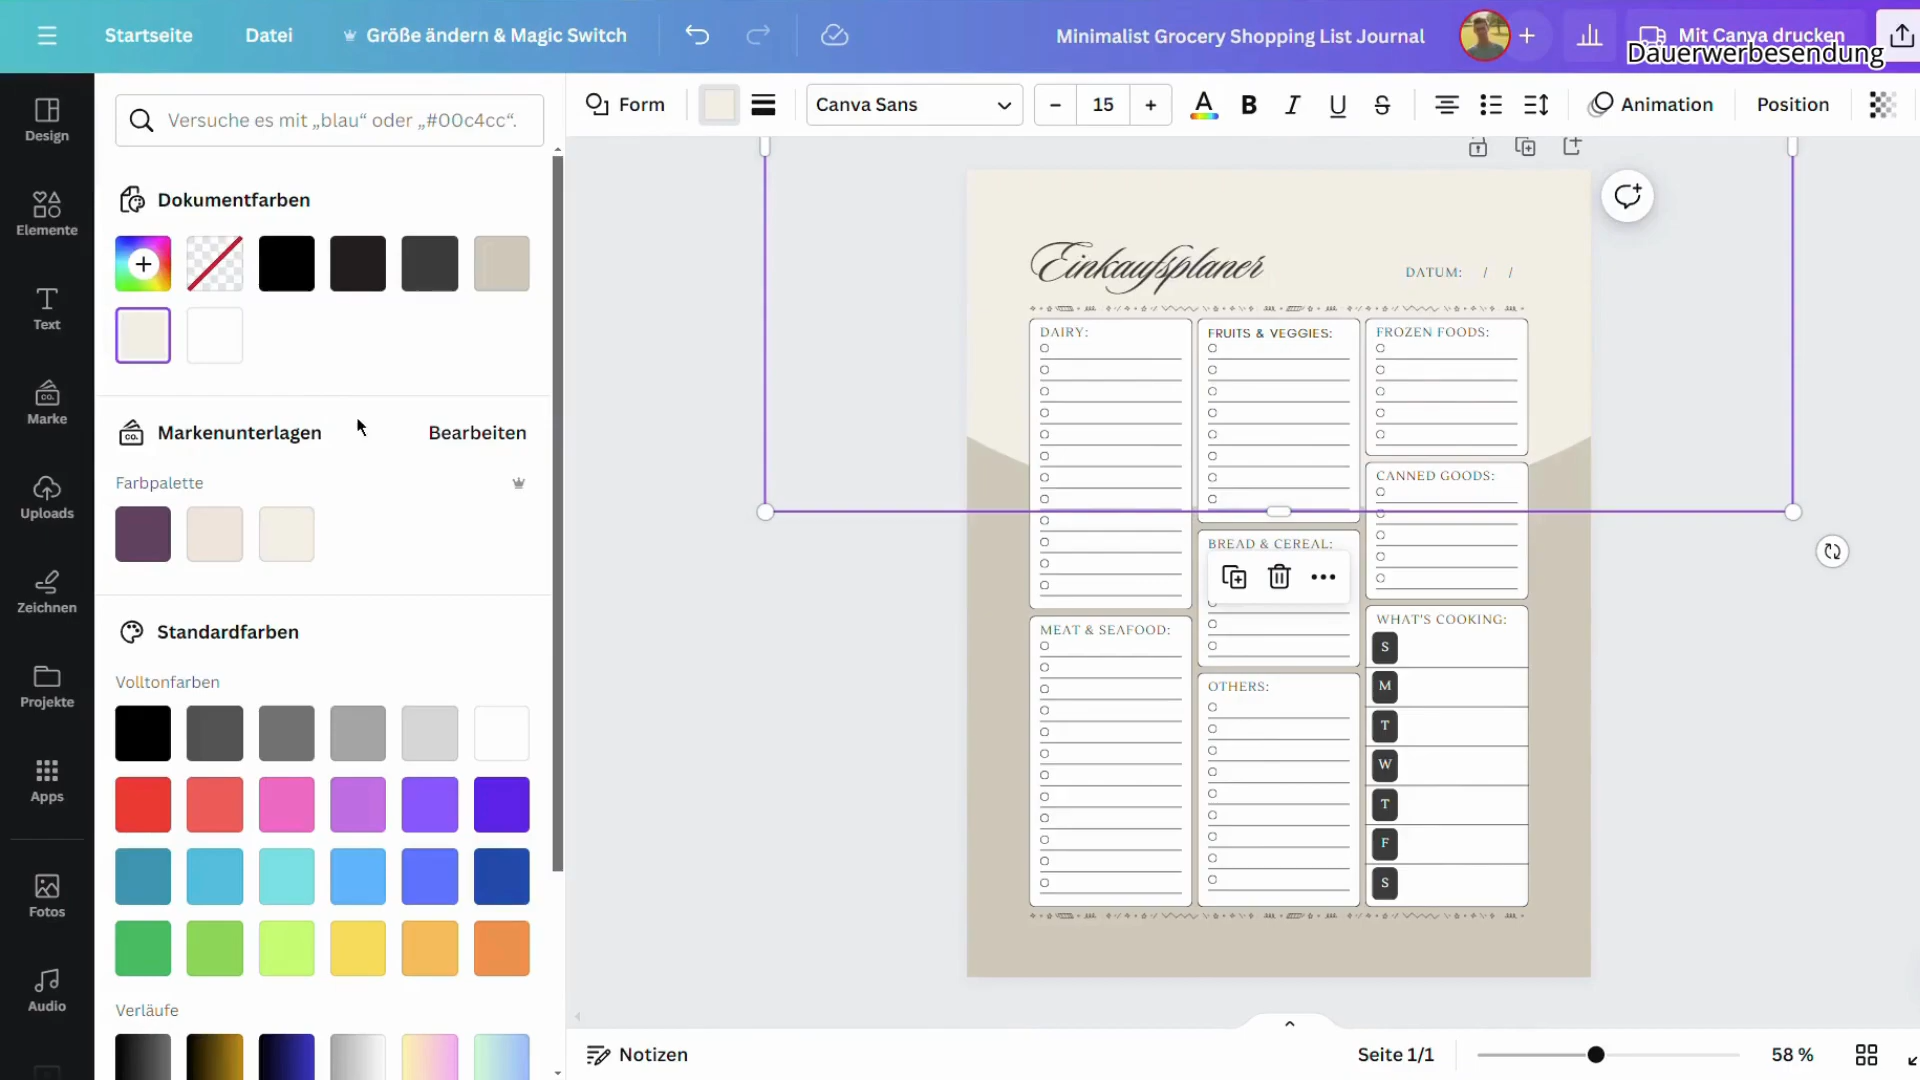 Startseite
Datei
Größe ändern & Magic Switch
Minimalist Grocery Shopping List Journal
Mit Canva drucken
Dauerwerbesendung
Form
Canva Sans
15
A
B
I
U
S
Animation
Position
Design
Elemente
Text
Marke
Uploads
Zeichnen
Projekte
Apps
Fotos
Audio
Versuche es mit „blau“ oder „#00c4cc“.
Dokumentfarben
CO.
Markenunterlagen
Bearbeiten
Farbpalette
Standardfarben
Volltonfarben
Verläufe
Einkaufsplaner
DATUM: / /
DAIRY:
MEAT & SEAFOOD:
FRUITS & VEGGIES:
BREAD & CEREAL:
OTHERS:
FROZEN FOODS:
CANNED GOODS:
WHAT'S COOKING:
S
M
T
W
T
F
S
Notizen
Seite 1/1
58 %